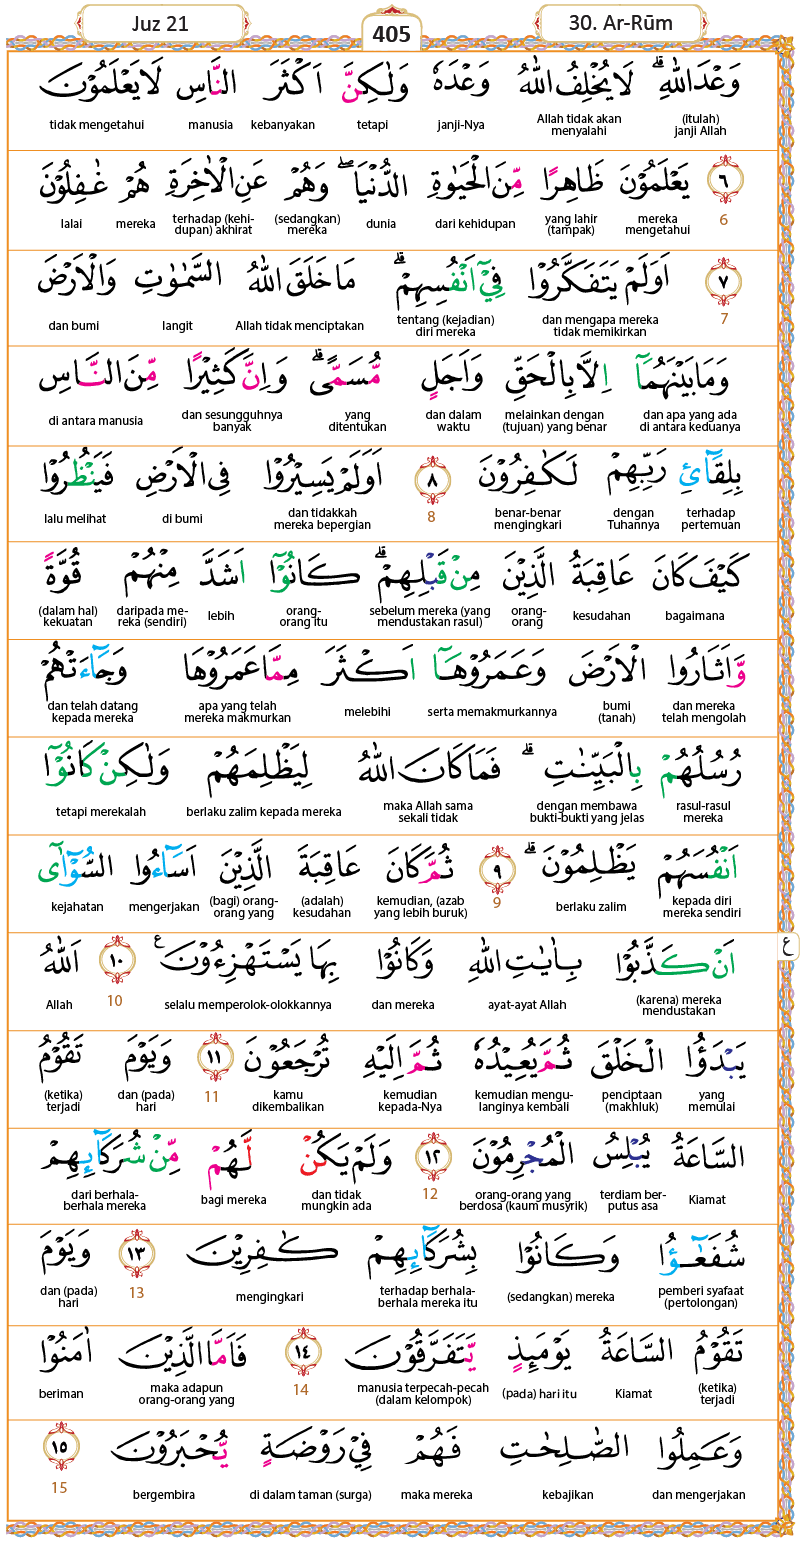 Juz 21
405
30. Ar-Rūm
وَعْدَ اللّٰهِ ۗ لَا يُخْلِفُ اللّٰهُ وَعْدَهٗ وَلٰكِنَّ اَكْثَرَ النَّاسِ لَا يَعْلَمُوْنَ
(itulah) janji Allah Allah tidak akan menyalahi janji-Nya tetapi kebanyakan manusia tidak mengetahui
٦ يَعْلَمُوْنَ ظَاهِرًا مِّنَ الْحَيٰوةِ الدُّنْيَا ۖ وَهُمْ عَنِ الْاٰخِرَةِ هُمْ غٰفِلُوْنَ
6 mereka mengetahui yang lahir (tampak) dari kehidupan dunia (sedangkan) mereka terhadap (kehi-dupan) akhirat mereka lalai
٧ اَوَلَمْ يَتَفَكَّرُوْا فِيْٓ اَنْفُسِهِمْ ۗ مَا خَلَقَ اللّٰهُ السَّمٰوٰتِ وَالْاَرْضَ
7 dan mengapa mereka tidak memikirkan tentang (kejadian) diri mereka Allah tidak menciptakan langit dan bumi
وَمَا بَيْنَهُمَآ اِلَّا بِالْحَقِّ وَاَجَلٍ مُّسَمًّى ۗ وَاِنَّ كَثِيْرًا مِّنَ النَّاسِ
dan apa yang ada di antara keduanya melainkan dengan (tujuan) yang benar dan dalam waktu yang ditentukan dan sesungguhnya banyak di antara manusia
بِلِقَاۤئِ رَبِّهِمْ لَكٰفِرُوْنَ ٨ اَوَلَمْ يَسِيْرُوْا فِى الْاَرْضِ فَيَنْظُرُوْا
terhadap pertemuan dengan Tuhannya benar-benar mengingkari 8 dan tidakkah mereka bepergian di bumi lalu melihat
كَيْفَ كَانَ عَاقِبَةُ الَّذِيْنَ مِنْ قَبْلِهِمْ ۗ كَانُوْٓا اَشَدَّ مِنْهُمْ قُوَّةً
bagaimana kesudahan orang-orang sebelum mereka (yang mendustakan rasul) orang-orang itu lebih daripada me-reka (sendiri) (dalam hal) kekuatan
وَّاَثَارُوا الْاَرْضَ وَعَمَرُوْهَآ اَكْثَرَ مِمَّا عَمَرُوْهَا وَجَاۤءَتْهُمْ
dan mereka telah mengolah bumi (tanah) serta memakmurkannya melebihi apa yang telah mereka makmurkan dan telah datang kepada mereka
رُسُلُهُمْ بِالْبَيِّنٰتِ ۗ فَمَا كَانَ اللّٰهُ لِيَظْلِمَهُمْ وَلٰكِنْ كَانُوْٓا
rasul-rasul mereka dengan membawa bukti-bukti yang jelas maka Allah sama sekali tidak berlaku zalim kepada mereka tetapi merekalah
اَنْفُسَهُمْ يَظْلِمُوْنَ ۗ ٩ ثُمَّ كَانَ عَاقِبَةَ الَّذِيْنَ اَسَاۤءُوا السُّوْۤآٰى
kepada diri mereka sendiri berlaku zalim 9 kemudian, (azab yang lebih buruk) (adalah) kesudahan (bagi) orang-orang yang mengerjakan kejahatan
اَنْ كَذَّبُوْا بِاٰيٰتِ اللّٰهِ وَكَانُوْا بِهَا يَسْتَهْزِءُوْنَ ࣖ ١٠ اَللّٰهُ
ع
(karena) mereka mendustakan ayat-ayat Allah dan mereka selalu memperolok-olokkannya 10 Allah
يَبْدَؤُا الْخَلْقَ ثُمَّ يُعِيْدُهٗ ثُمَّ اِلَيْهِ تُرْجَعُوْنَ ١١ وَيَوْمَ تَقُوْمُ
yang memulai penciptaan (makhluk) kemudian mengu-langinya kembali kemudian kepada-Nya kamu dikembalikan 11 dan (pada) hari (ketika) terjadi
السَّاعَةُ يُبْلِسُ الْمُجْرِمُوْنَ ١٢ وَلَمْ يَكُنْ لَّهُمْ مِّنْ شُرَكَاۤىِٕهِمْ
Kiamat terdiam ber-putus asa orang-orang yang berdosa (kaum musyrik) 12 dan tidak mungkin ada bagi mereka dari berhala-berhala mereka
شُفَعٰۤؤُا وَكَانُوْا بِشُرَكَاۤىِٕهِمْ كٰفِرِيْنَ ١٣ وَيَوْمَ
pemberi syafaat (pertolongan) (sedangkan) mereka terhadap berhala-berhala mereka itu mengingkari 13 dan (pada) hari
تَقُوْمُ السَّاعَةُ يَوْمَىِٕذٍ يَّتَفَرَّقُوْنَ ١٤ فَاَمَّا الَّذِيْنَ اٰمَنُوْا
(ketika) terjadi Kiamat (pada) hari itu manusia terpecah-pecah (dalam kelompok) 14 maka adapun orang-orang yang beriman
وَعَمِلُوا الصّٰلِحٰتِ فَهُمْ فِيْ رَوْضَةٍ يُّحْبَرُوْنَ ١٥
dan mengerjakan kebajikan maka mereka di dalam taman (surga) bergembira 15